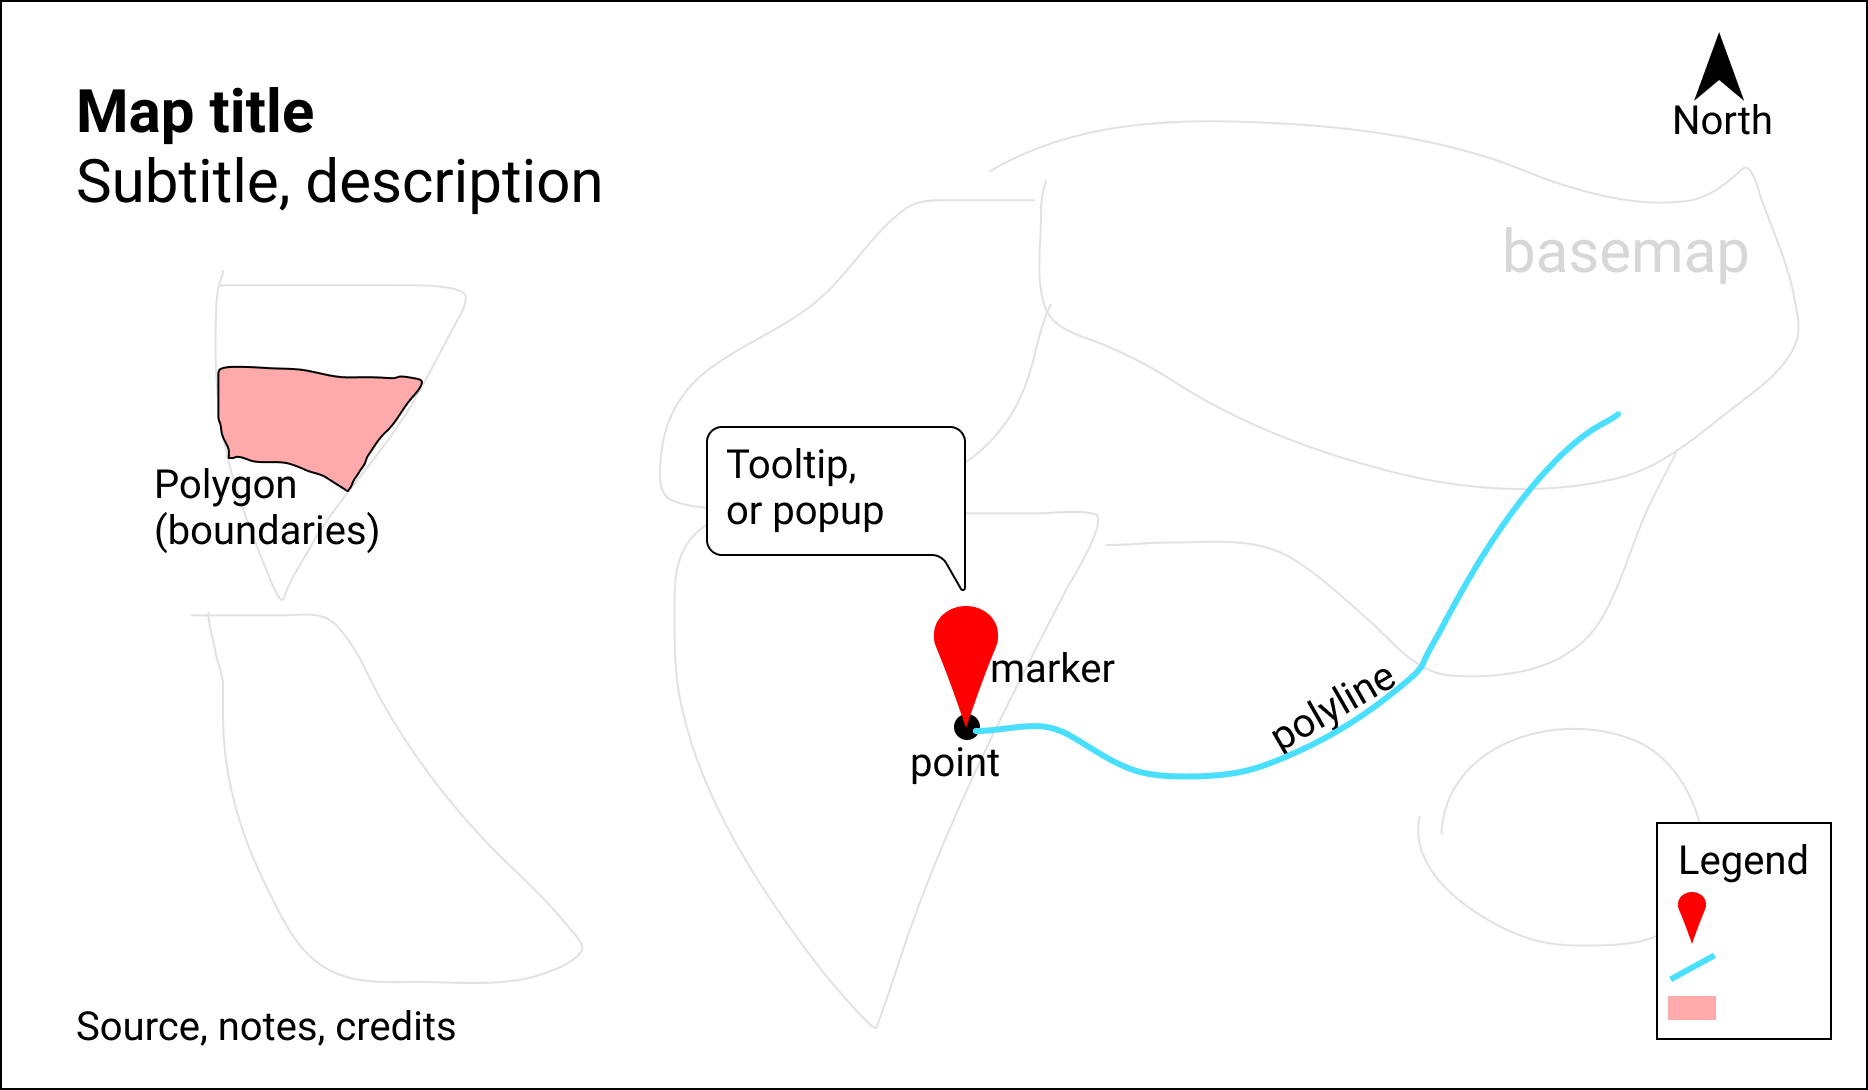 Map title
Subtitle, description
North
basemap
Polygon
(boundaries)
Tooltip,
or popup
marker
point
polyline
Legend
Source, notes, credits